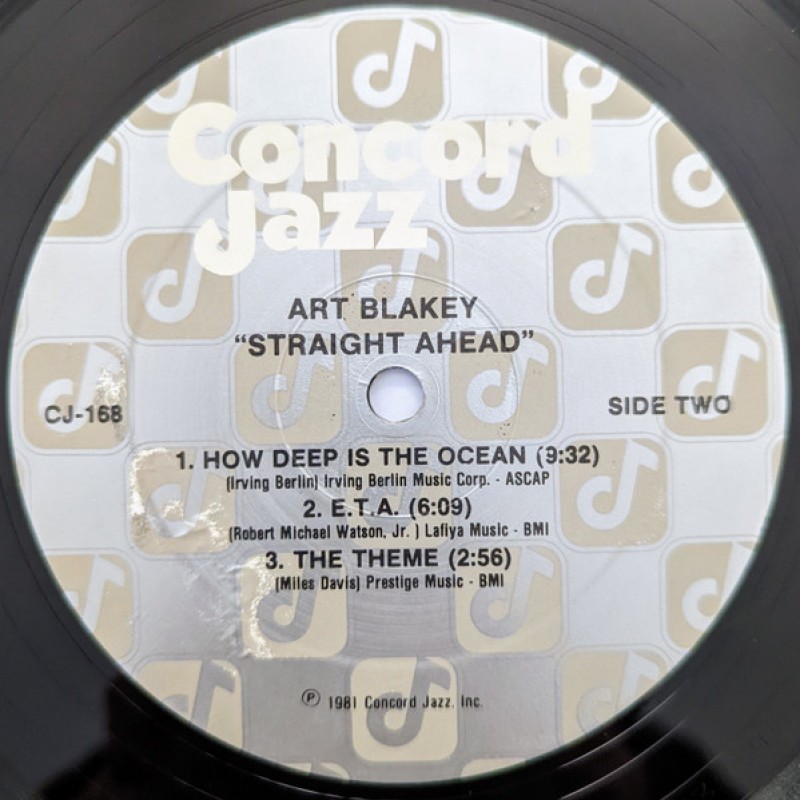 Concord
Jazz
ART BLAKEY
“STRAIGHT AHEAD”
CJ-168
SIDE TWO
1. HOW DEEP IS THE OCEAN (9:32)
(Irving Berlin) Irving Berlin Music Corp. - ASCAP
2. E.T.A. (6:09)
(Robert Michael Watson, Jr. ) Lafiya Music - BMI
3. THE THEME (2:56)
(Miles Davis) Prestige Music - BMI
℗ 1981 Concord Jazz, Inc.